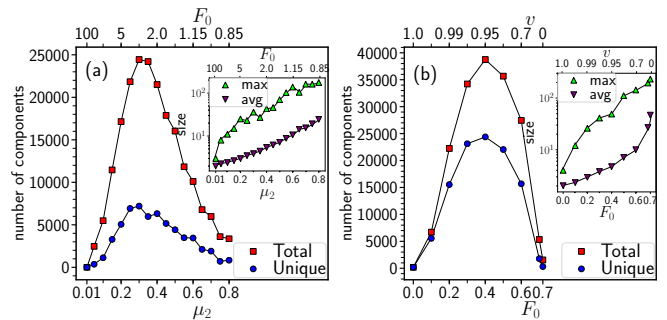 F₀
100 5 2.0 1.15 0.85
(a)
number of components
25000
20000
15000
10000
5000
0
0.01 0.2 0.4 0.6 0.8
μ₂
Total
Unique
F₀
100 5 2.0 1.15 0.85
max
avg
size
10²
10¹
0.01 0.2 0.4 0.6 0.8
μ₂
v
1.0 0.99 0.95 0.7 0
(b)
number of components
40000
35000
30000
25000
20000
15000
10000
5000
0
0.0 0.2 0.4 0.6 0.7
F₀
Total
Unique
v
1.0 0.99 0.95 0.7 0
max
avg
size
10²
10¹
0.0 0.2 0.4 0.6 0.7
F₀